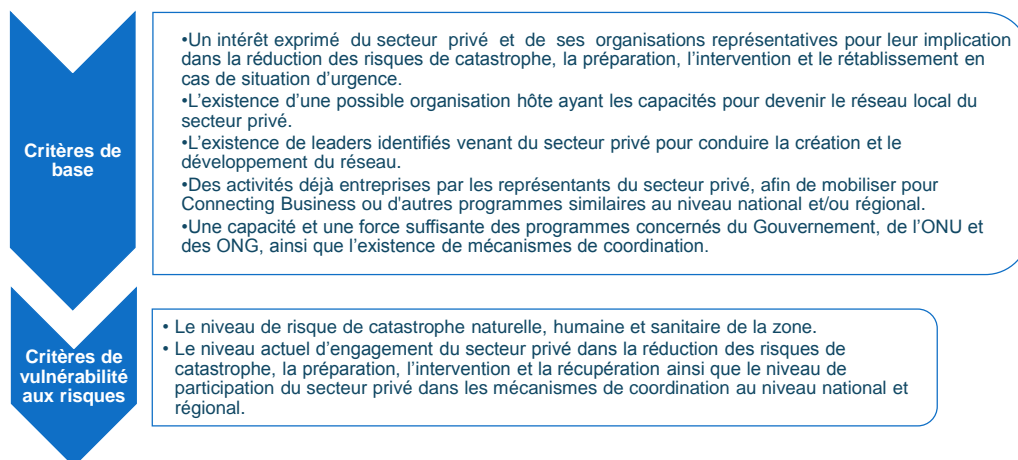 Critères de
base
•Un intérêt exprimé du secteur privé et de ses organisations représentatives pour leur implication
dans la réduction des risques de catastrophe, la préparation, l'intervention et le rétablissement en
cas de situation d'urgence.
•L'existence d'une possible organisation hôte ayant les capacités pour devenir le réseau local du
secteur privé.
•L'existence de leaders identifiés venant du secteur privé pour conduire la création et le
développement du réseau.
•Des activités déjà entreprises par les représentants du secteur privé, afin de mobiliser pour
Connecting Business ou d'autres programmes similaires au niveau national et/ou régional.
•Une capacité et une force suffisante des programmes concernés du Gouvernement, de l'ONU et
des ONG, ainsi que l'existence de mécanismes de coordination.
Critères de
vulnérabilité
aux risques
• Le niveau de risque de catastrophe naturelle, humaine et sanitaire de la zone.
• Le niveau actuel d'engagement du secteur privé dans la réduction des risques de
catastrophe, la préparation, l'intervention et la récupération ainsi que le niveau de
participation du secteur privé dans les mécanismes de coordination au niveau national et
régional.